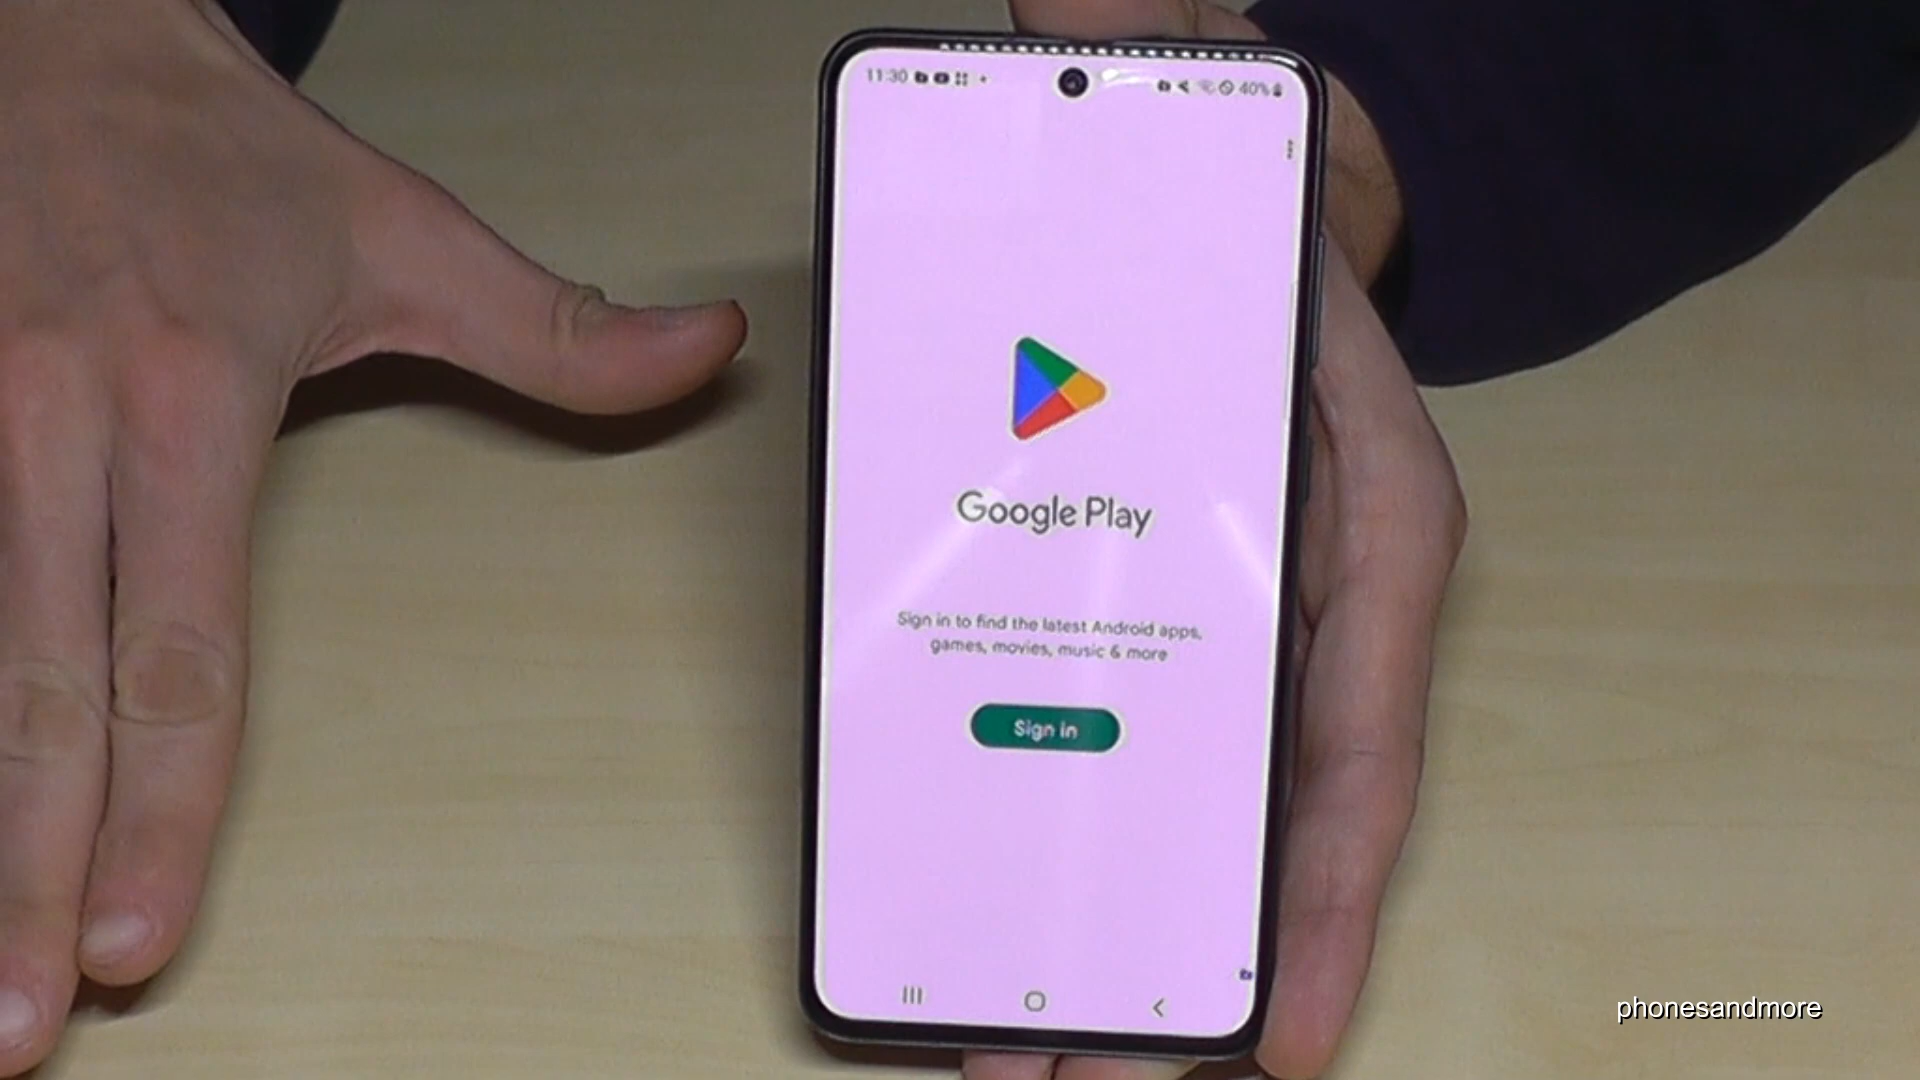 11:30
40%
Google Play
Sign in to find the latest Android apps,
games, movies, music & more
Sign in
phonesandmore